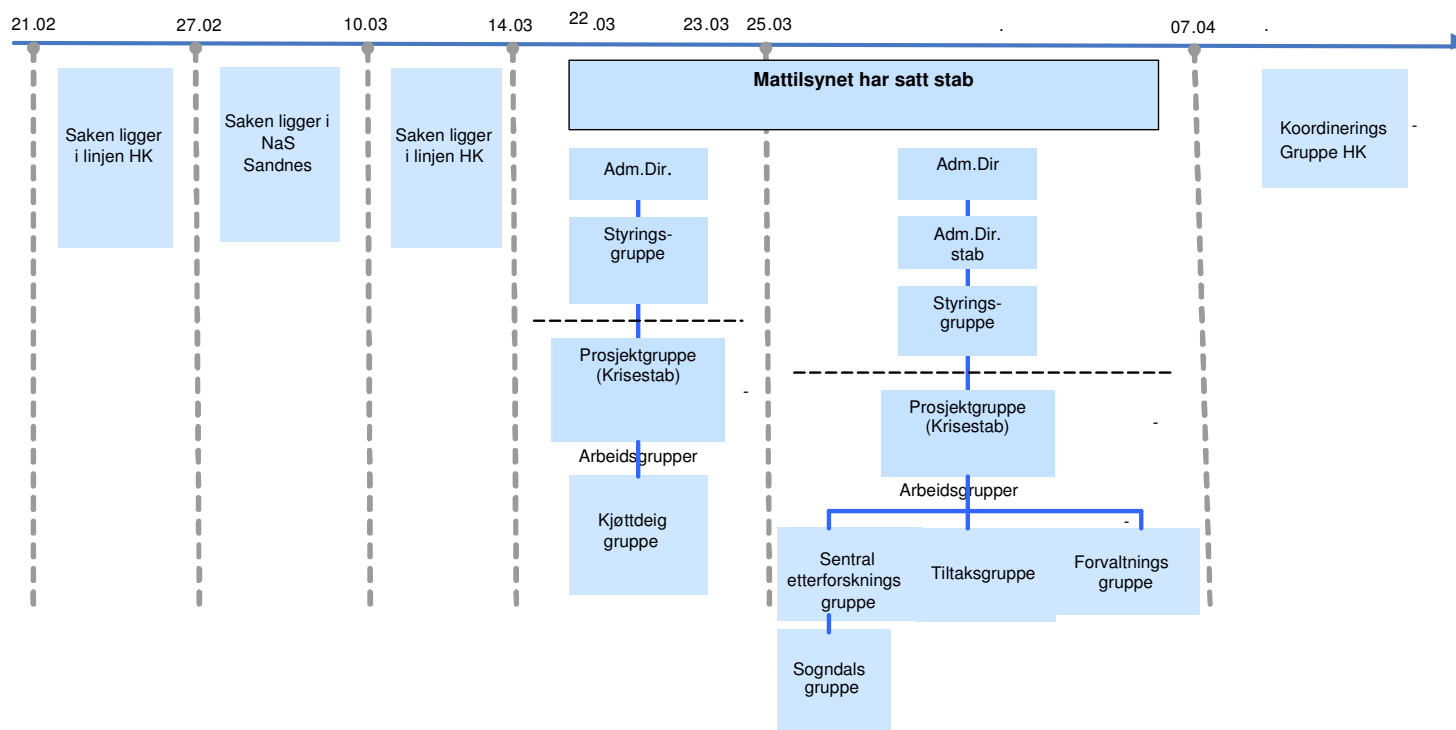 21.02
27.02
10.03
14.03
22.03
23.03
25.03
.
07.04
.
Mattilsynet har satt stab
Saken ligger
i linjen HK
Saken ligger i
NaS
Sandnes
Saken ligger
i linjen HK
Adm.Dir.
Styrings-
gruppe
Prosjektgruppe
(Krisestab)
-
Arbeidsgrupper
Kjøttdeig
gruppe
Adm.Dir
Adm.Dir.
stab
Styrings-
gruppe
Prosjektgruppe
(Krisestab)
-
Arbeidsgrupper
-
Sentral
etterforsknings
gruppe
Tiltaksgruppe
Forvaltnings
gruppe
Sogndals
gruppe
Koordinerings
Gruppe HK
-